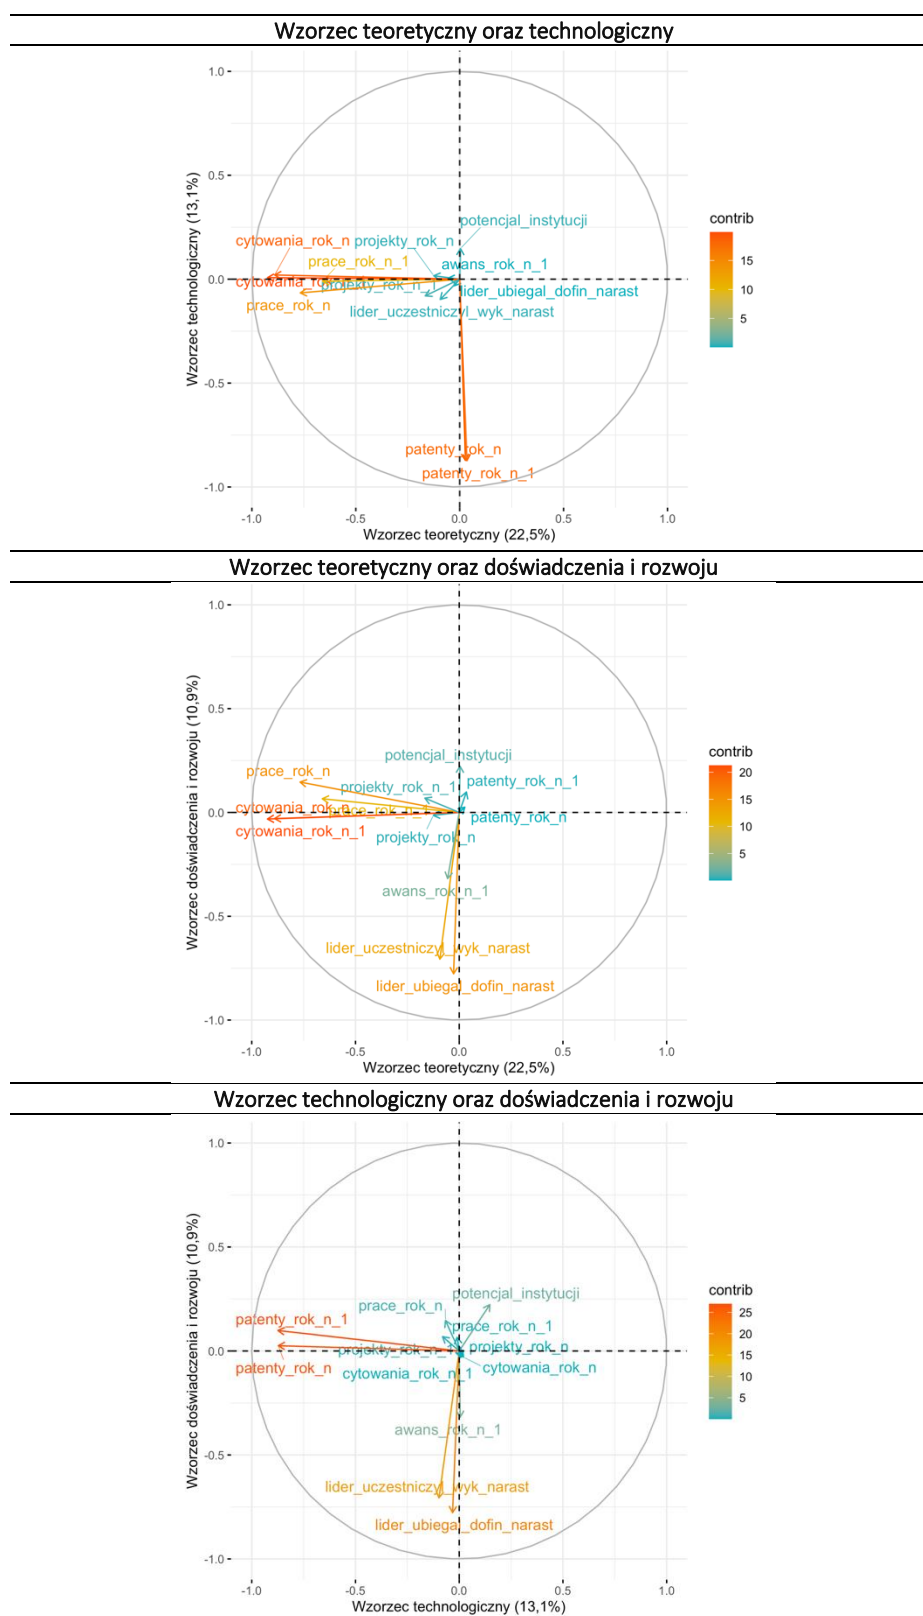 Wzorzec teoretyczny oraz technologiczny
Wzorzec technologiczny (13,1%)
1.0
0.5
0.0
-0.5
-1.0
potencjal_instytucji
cytowania_rok_n
projekty_rok_n
prace_rok_n_1
awans_rok_n_1
cytowania_rok
projekty_rok_n
lider_ubiegal_dofin_narast
prace_rok_n
lider_uczestniczyl_wyk_narast
patenty_rok_n
patenty_rok_n_1
contrib
15
10
5
-1.0 -0.5 0.0 0.5 1.0
Wzorzec teoretyczny (22,5%)
Wzorzec teoretyczny oraz doświadczenia i rozwoju
Wzorzec doświadczenia i rozwoju (10,9%)
1.0
0.5
0.0
-0.5
-1.0
potencjal_instytucji
prace_rok_n
projekty_rok_n_1
patenty_rok_n_1
cytowania_rok_n
prace_rok_n
patenty_rok_n
cytowania_rok_n_1
projekty_rok_n
awans_rok_n_1
lider_uczestniczyl_wyk_narast
lider_ubiegal_dofin_narast
contrib
20
15
10
5
-1.0 -0.5 0.0 0.5 1.0
Wzorzec teoretyczny (22,5%)
Wzorzec technologiczny oraz doświadczenia i rozwoju
Wzorzec doświadczenia i rozwoju (10,9%)
1.0
0.5
0.0
-0.5
-1.0
potencjal_instytucji
prace_rok_n
patenty_rok_n_1
prace_rok_n_1
projekty_rok_n_1
projekty_rok_n
patenty_rok_n
cytowania_rok_n_1
cytowania_rok_n
awans_rok_n_1
lider_uczestniczyl_wyk_narast
lider_ubiegal_dofin_narast
contrib
25
20
15
10
5
-1.0 -0.5 0.0 0.5 1.0
Wzorzec technologiczny (13,1%)